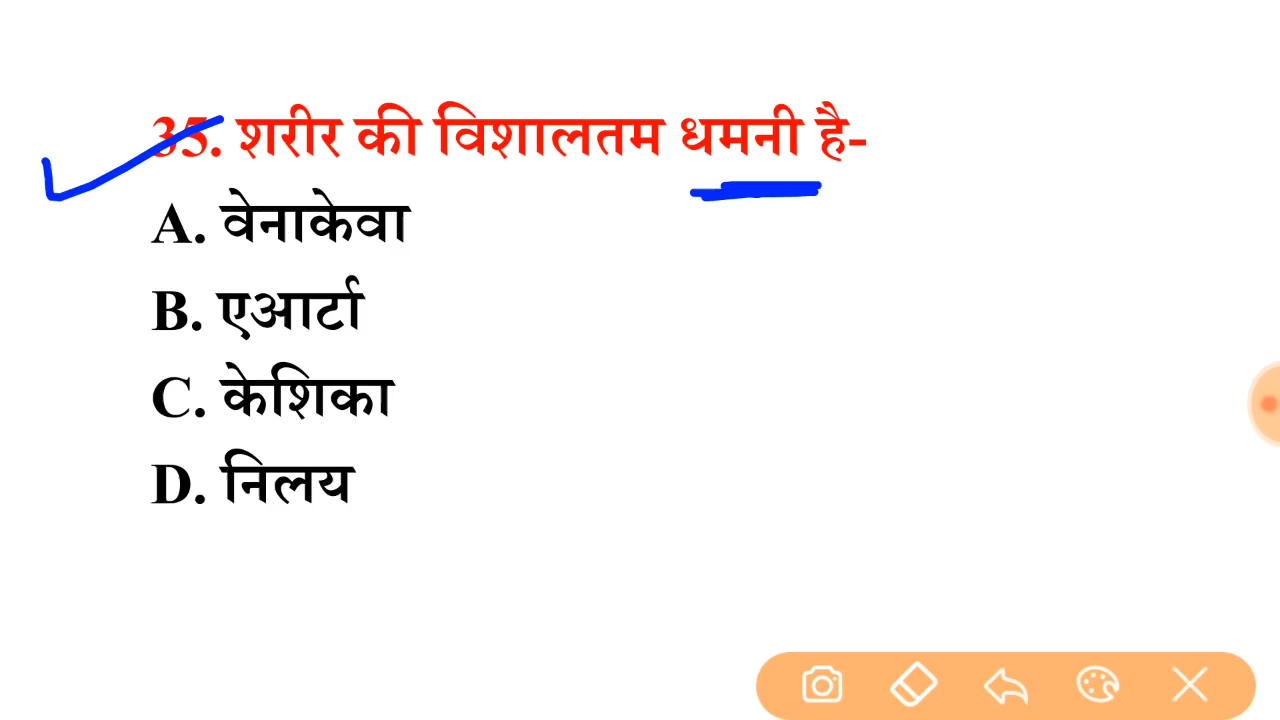 35. शरीर की विशालतम धमनी है-
A. वेनाकेवा
B. एआर्टा
C. केशिका
D. निलय